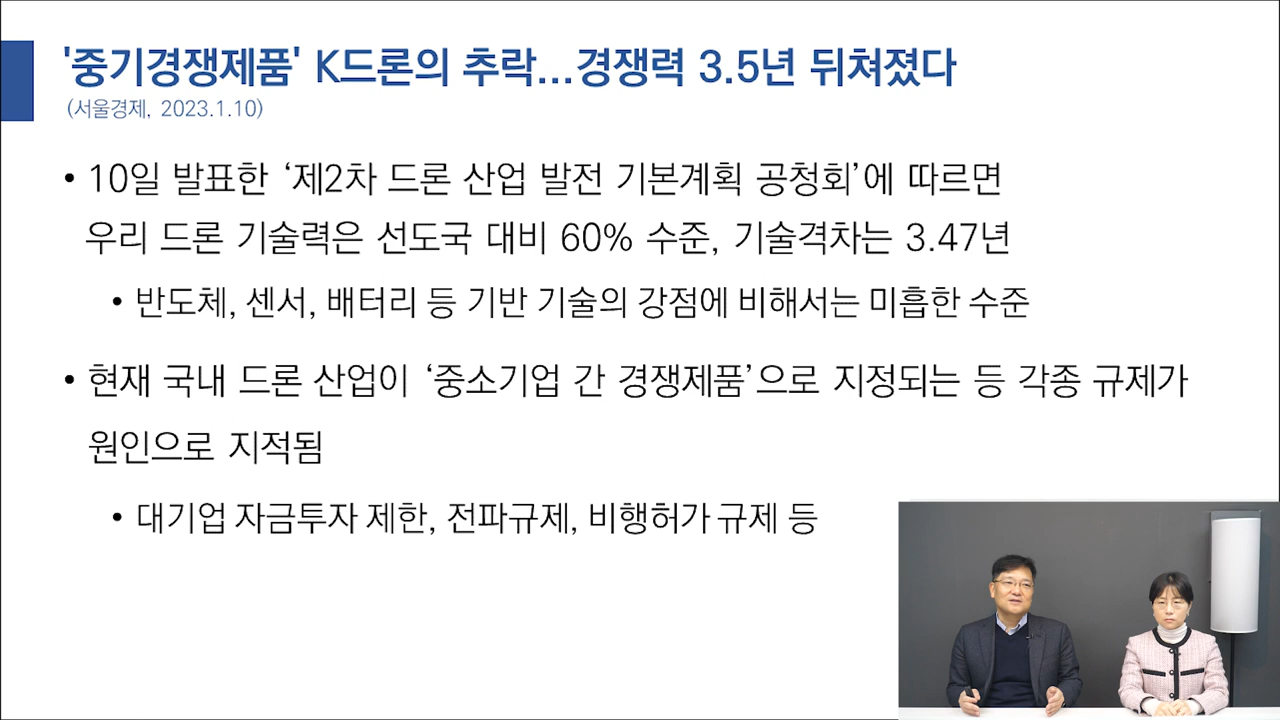 '중기경쟁제품' K드론의 추락...경쟁력 3.5년 뒤쳐졌다
(서울경제, 2023.1.10)
• 10일 발표한 ‘제2차 드론 산업 발전 기본계획 공청회’에 따르면
우리 드론 기술력은 선도국 대비 60% 수준, 기술격차는 3.47년
• 반도체, 센서, 배터리 등 기반 기술의 강점에 비해서는 미흡한 수준
• 현재 국내 드론 산업이 ‘중소기업 간 경쟁제품’으로 지정되는 등 각종 규제가
원인으로 지적됨
• 대기업 자금투자 제한, 전파규제, 비행허가 규제 등